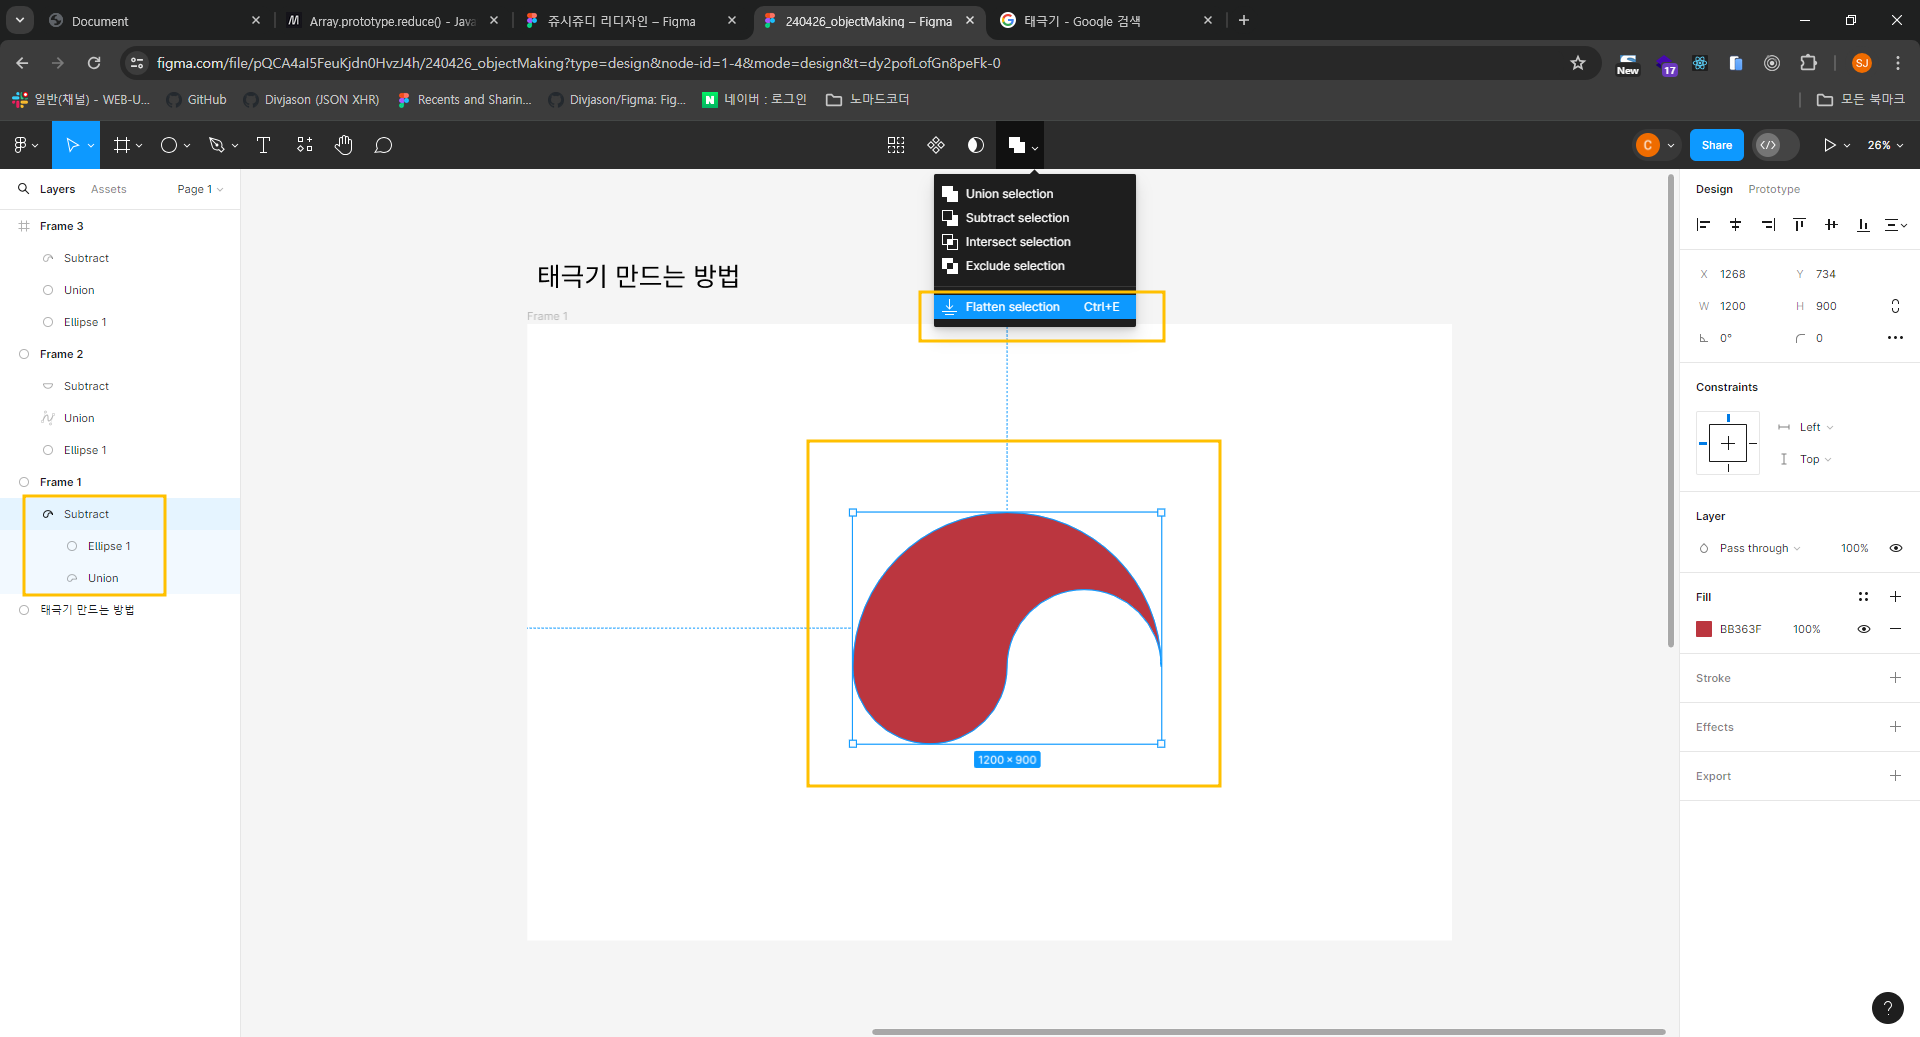 Document
Array.prototype.reduce() - Java
쥬시쥬디 리디자인 – Figma
240426_objectMaking – Figma
태극기 - Google 검색
figma.com/file/pQCA4aI5FeuKjdn0HvzJ4h/240426_objectMaking?type=design&node-id=1-4&mode=design&t=dy2pofLofGn8peFk-0
New
17
SJ
일반(채널) - WEB-U...
GitHub
Divjason (JSON XHR)
Recents and Sharin...
Divjason/Figma: Fig...
N 네이버 : 로그인
노마드코더
모든 북마크
C
Share
26%
Layers
Assets
Page 1
Frame 3
Subtract
Union
Ellipse 1
Frame 2
Subtract
Union
Ellipse 1
Frame 1
Subtract
Ellipse 1
Union
태극기 만드는 방법
Union selection
Subtract selection
Intersect selection
Exclude selection
Flatten selection Ctrl+E
태극기 만드는 방법
Frame 1
1200 × 900
Design
Prototype
X 1268 Y 734
W 1200 H 900
0° 0
Constraints
Left
Top
Layer
Pass through 100%
Fill
BB363F 100%
Stroke
Effects
Export
?